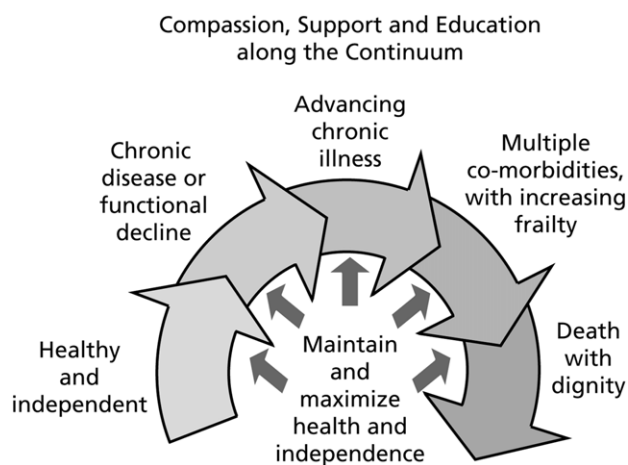 Compassion, Support and Education
along the Continuum
Advancing
chronic
illness
Chronic
disease or
functional
decline
Multiple
co-morbidities,
with increasing
frailty
Healthy
and
independent
Maintain
and
maximize
health and
independence
Death
with
dignity